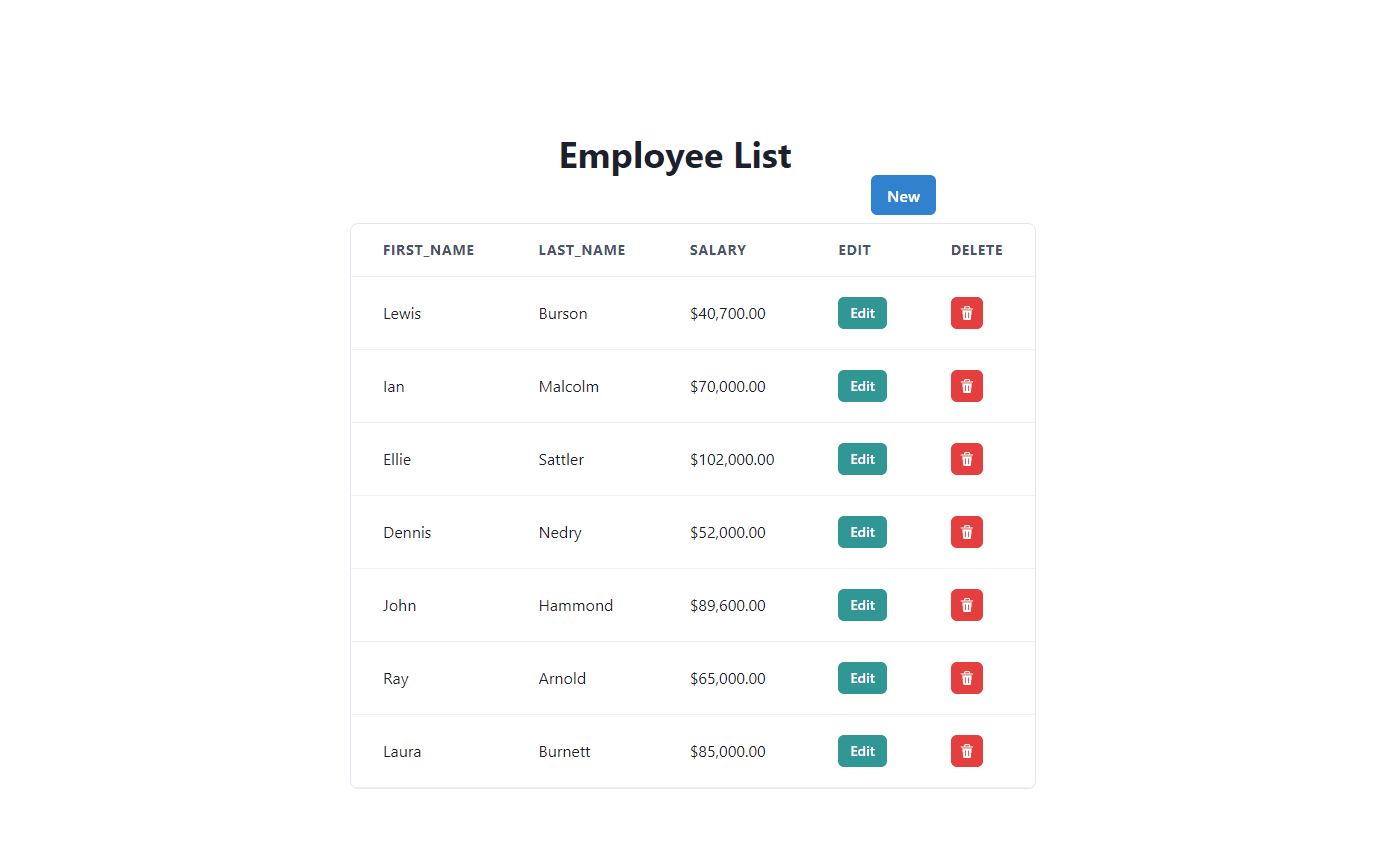 Employee List
New
FIRST_NAME LAST_NAME SALARY EDIT DELETE
Lewis Burson $40,700.00 Edit
Ian Malcolm $70,000.00 Edit
Ellie Sattler $102,000.00 Edit
Dennis Nedry $52,000.00 Edit
John Hammond $89,600.00 Edit
Ray Arnold $65,000.00 Edit
Laura Burnett $85,000.00 Edit